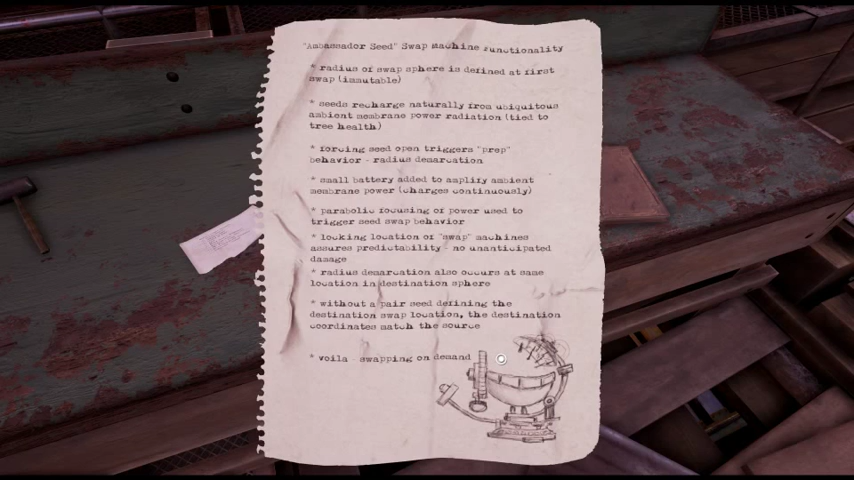 "Ambassador Seed" Swap machine Functionality
* radius of swap sphere is defined at first
swap (immutable)
* seeds recharge naturally from ubiquitous
ambient membrane power radiation (tied to
tree health)
* forcing seed open triggers "prep"
behavior - radius demarcation
* small battery added to amplify ambient
membrane power (charges continuously)
* parabolic focusing of power used to
trigger seed swap behavior
* locking location of "swap" machines
assures predictability - no unanticipated
damage
* radius demarcation also occurs at same
location in destination sphere
* without a pair seed defining the
destination swap location, the destination
coordinates match the source
* voila - swapping on demand